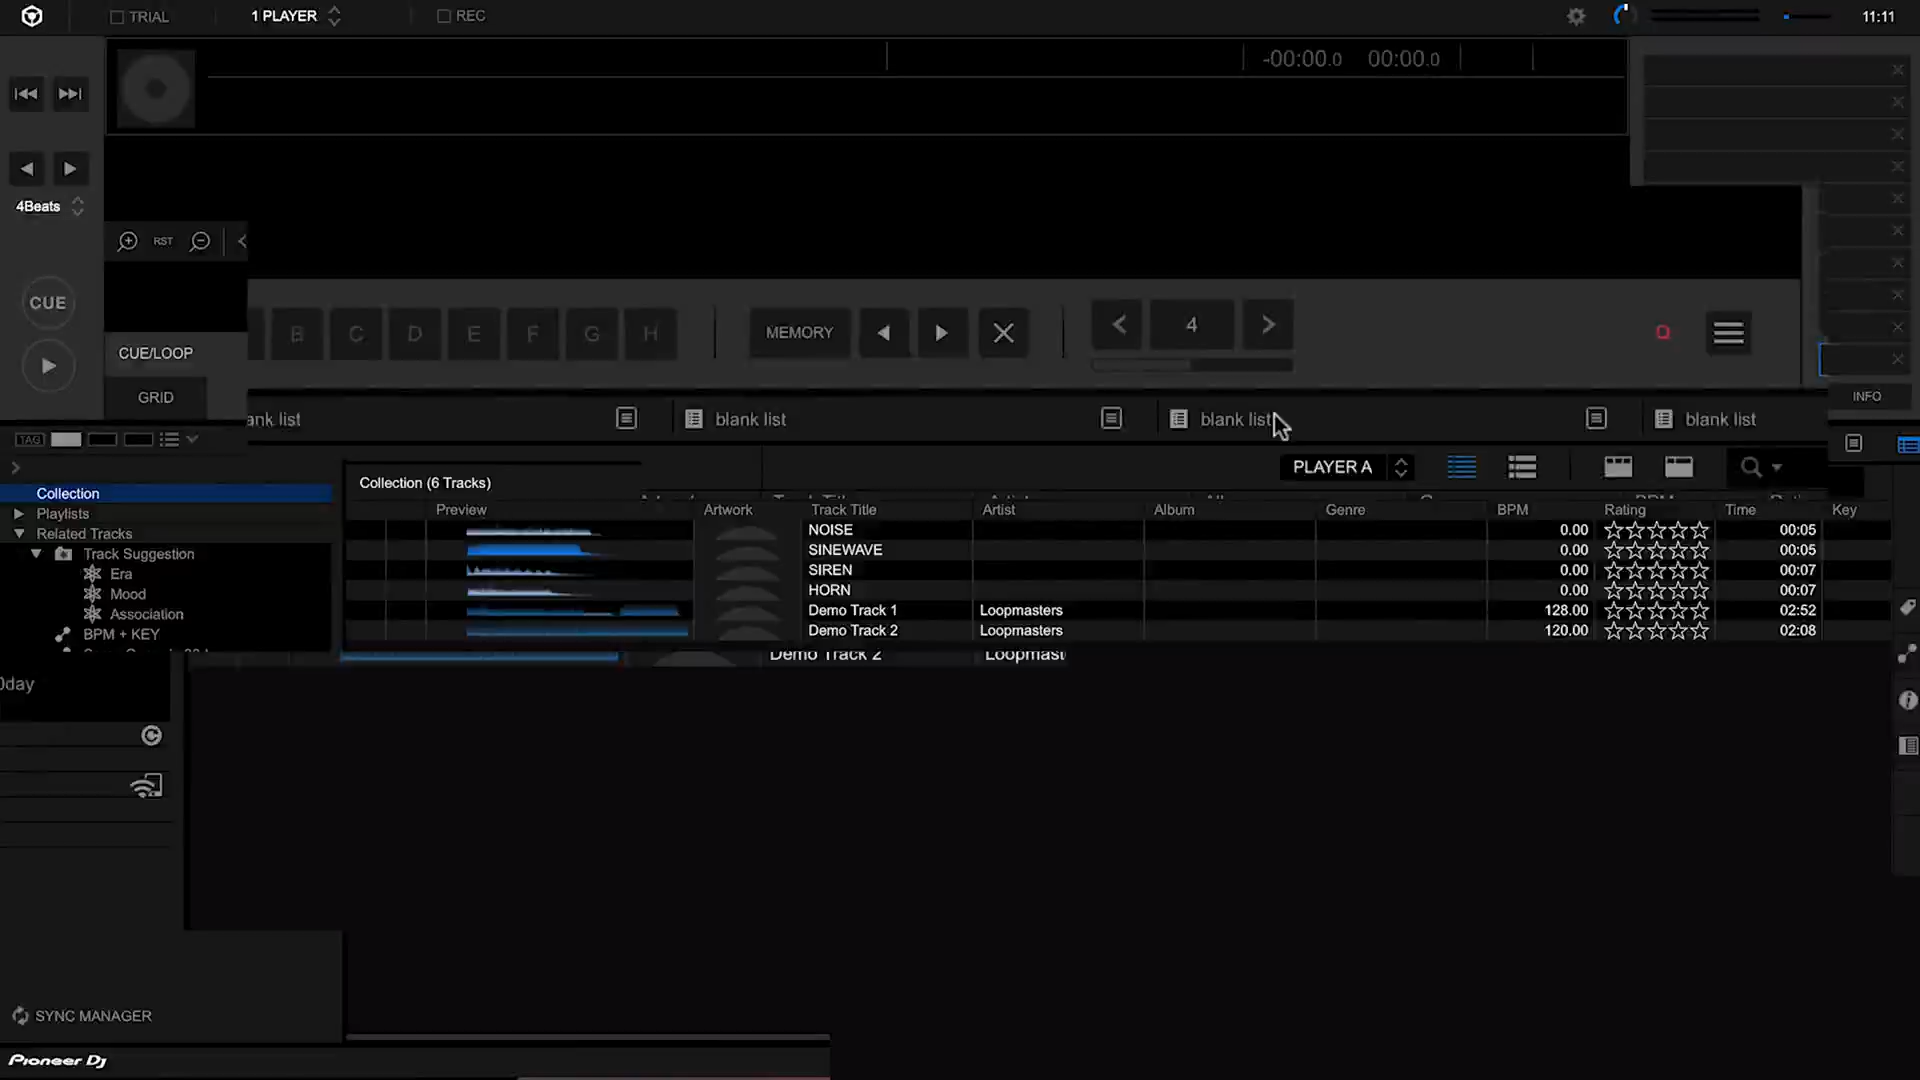 TRIAL 1 PLAYER REC 11:11
-00:00.0 00:00.0
4Beats
RST
CUE B C D E F G H MEMORY 4
CUE/LOOP
GRID INFO
blank list blank list blank list
TAG
PLAYER A
Collection (6 Tracks)
Collection
Preview Artwork Track Title Artist Album Genre BPM Rating Time Key
Playlists
NOISE 0.00 00:05
Related Tracks
SINEWAVE 0.00 00:05
Track Suggestion
SIREN 0.00 00:07
Era
HORN 0.00 00:07
Mood
Demo Track 1 Loopmasters 128.00 02:52
Association
Demo Track 2 Loopmasters 120.00 02:08
BPM + KEY
Demo Track 2
SYNC MANAGER
Pioneer Dj